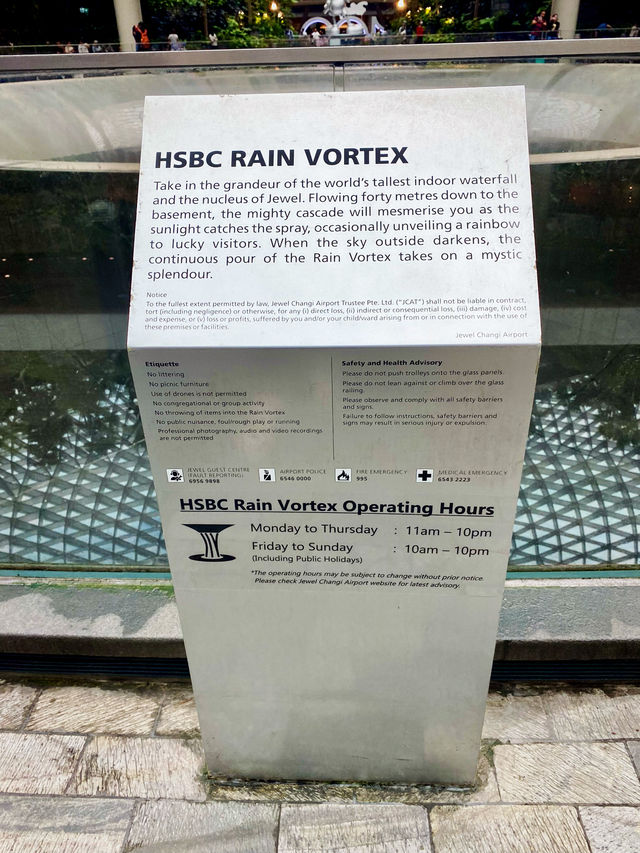 HSBC RAIN VORTEX
Take in the grandeur of the world's tallest indoor waterfall
and the nucleus of Jewel. Flowing forty metres down to the
basement, the mighty cascade will mesmerise you as the
sunlight catches the spray, occasionally unveiling a rainbow
to lucky visitors. When the sky outside darkens, the
continuous pour of the Rain Vortex takes on a mystic
splendour.
Notice
To the fullest extent permitted by law, Jewel Changi Airport Trustee Pte. Ltd. ("JCAT") shall not be liable in contract,
tort (including negligence) or otherwise, for any (i) direct loss, (ii) indirect or consequential loss, (iii) damage, (iv) cost
and expense, or (v) loss or profits, suffered by you and/or your child/ward arising from or in connection with the use of
these premises or facilities.
Jewel Changi Airport
Etiquette
No littering
No picnic furniture
Use of drones is not permitted
No congregational or group activity
No throwing of items into the Rain Vortex
No public nuisance, foul/rough play or running
Professional photography, audio and video recordings
are not permitted
Safety and Health Advisory
Please do not push trolleys onto the glass panels.
Please do not lean against or climb over the glass
railing.
Please observe and comply with all safety barriers
and signs.
Failure to follow instructions, safety barriers and
signs may result in serious injury or expulsion.
JEWEL GUEST CENTRE
(FAULT REPORTING)
6956 9898
AIRPORT POLICE
6546 0000
FIRE EMERGENCY
995
MEDICAL EMERGENCY
6543 2223
HSBC Rain Vortex Operating Hours
Monday to Thursday : 11am – 10pm
Friday to Sunday : 10am – 10pm
(Including Public Holidays)
*The operating hours may be subject to change without prior notice.
Please check Jewel Changi Airport website for latest advisory.